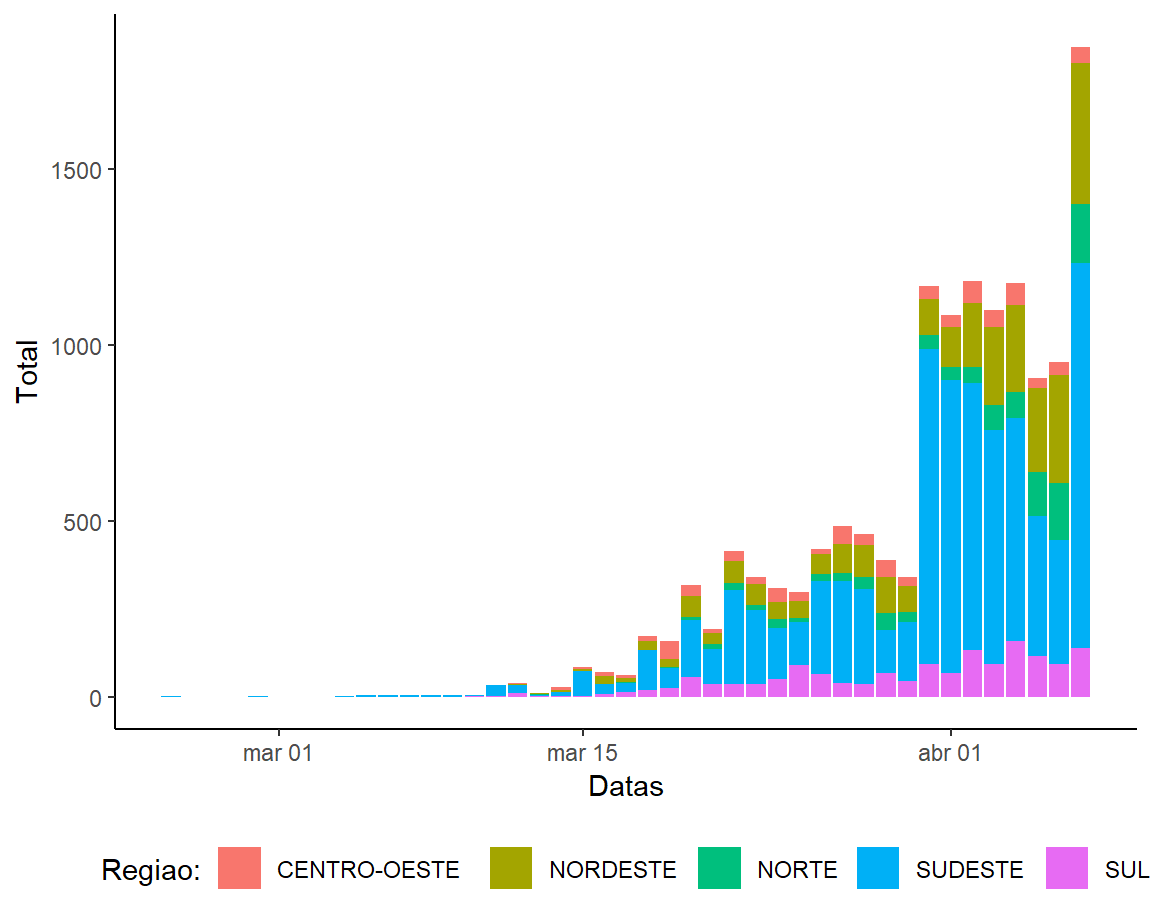 Total
1500
1000
500
0
mar 01 mar 15 abr 01
Datas
Regiao: CENTRO-OESTE NORDESTE NORTE SUDESTE SUL